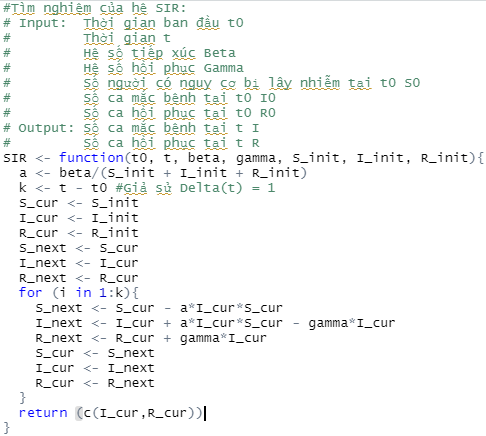 #Tìm nghiệm của hệ SIR:
# Input:  Thời gian ban đầu t0
#         Thời gian t
#         Hệ số tiếp xúc Beta
#         Hệ số hồi phục Gamma
#         Số người có nguy cơ bị lây nhiễm tại t0 S0
#         Số ca mắc bệnh tại t0 I0
#         Số ca hồi phục tại t0 R0
# Output: Số ca mắc bệnh tại t I
#         Số ca hồi phục tại t R
SIR <- function(t0, t, beta, gamma, S_init, I_init, R_init){
  a <- beta/(S_init + I_init + R_init)
  k <- t - t0 #Giả sử Delta(t) = 1
  S_cur <- S_init
  I_cur <- I_init
  R_cur <- R_init
  S_next <- S_cur
  I_next <- I_cur
  R_next <- R_cur
  for (i in 1:k){
    S_next <- S_cur - a*I_cur*S_cur
    I_next <- I_cur + a*I_cur*S_cur - gamma*I_cur
    R_next <- R_cur + gamma*I_cur
    S_cur <- S_next
    I_cur <- I_next
    R_cur <- R_next
  }
  return (c(I_cur,R_cur))
}